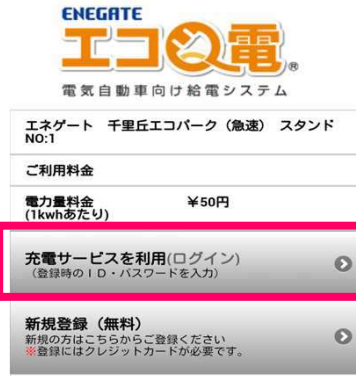 ENEGATE
エコQ電®
電気自動車向け給電システム
エネゲート 千里丘エコパーク（急速） スタンド
NO:1
ご利用料金
電力量料金 ￥50円
(1kwhあたり)
充電サービスを利用(ログイン)
（登録時のＩＤ・パスワードを入力）
新規登録（無料）
新規の方はこちらからご登録ください
※登録にはクレジットカードが必要です。